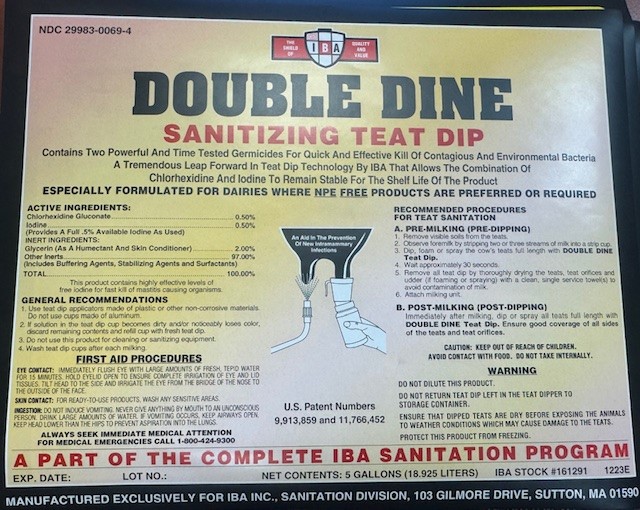 NDC 29983-0069-4
THE SHIELD OF
IBA
QUALITY AND VALUE
DOUBLE DINE
SANITIZING TEAT DIP
Contains Two Powerful And Time Tested Germicides For Quick And Effective Kill Of Contagious And Environmental Bacteria
A Tremendous Leap Forward In Teat Dip Technology By IBA That Allows The Combination Of
Chlorhexidine And Iodine To Remain Stable For The Shelf Life Of The Product
ESPECIALLY FORMULATED FOR DAIRIES WHERE NPE FREE PRODUCTS ARE PREFERRED OR REQUIRED
ACTIVE INGREDIENTS:
Chlorhexidine Gluconate 0.50%
Iodine 0.50%
(Provides A Full .5% Available Iodine As Used)
INERT INGREDIENTS:
Glycerin (As A Humectant And Skin Conditioner) 2.00%
Other Inerts 97.00%
(Includes Buffering Agents, Stabilizing Agents and Surfactants)
TOTAL 100.00%
This product contains highly effective levels of
free iodine for fast kill of mastitis causing organisms.
GENERAL RECOMMENDATIONS
1. Use teat dip applicators made of plastic or other non-corrosive materials.
Do not use cups made of aluminum.
2. If solution in the teat dip cup becomes dirty and/or noticeably loses color,
discard remaining contents and refill cup with fresh teat dip.
3. Do not use this product for cleaning or sanitizing equipment.
4. Wash teat dip cups after each milking.
FIRST AID PROCEDURES
EYE CONTACT: IMMEDIATELY FLUSH EYE WITH LARGE AMOUNTS OF FRESH, TEPID WATER
FOR 15 MINUTES. HOLD EYELID OPEN TO ENSURE COMPLETE IRRIGATION OF EYE AND LID
TISSUES. TILT HEAD TO THE SIDE AND IRRIGATE THE EYE FROM THE BRIDGE OF THE NOSE TO
THE OUTSIDE OF THE FACE.
SKIN CONTACT: FOR READY-TO-USE PRODUCTS, WASH ANY SENSITIVE AREAS.
INGESTION: DO NOT INDUCE VOMITING. NEVER GIVE ANYTHING BY MOUTH TO AN UNCONSCIOUS
PERSON. DRINK LARGE AMOUNTS OF WATER. IF VOMITING OCCURS, KEEP AIRWAYS OPEN.
KEEP HEAD LOWER THAN THE HIPS TO PREVENT ASPIRATION INTO THE LUNGS.
ALWAYS SEEK IMMEDIATE MEDICAL ATTENTION
FOR MEDICAL EMERGENCIES CALL 1-800-424-9300
An Aid In The Prevention
Of New Intramammary
Infections
U.S. Patent Numbers
9,913,859 and 11,766,452
RECOMMENDED PROCEDURES
FOR TEAT SANITATION
A. PRE-MILKING (PRE-DIPPING)
1. Remove visible soils from the teats.
2. Observe foremilk by stripping two or three streams of milk into a strip cup.
3. Dip, foam or spray the cow's teats full length with DOUBLE DINE
Teat Dip.
4. Wait approximately 30 seconds.
5. Remove all teat dip by thoroughly drying the teats, teat orifices and
udder (if foaming or spraying) with a clean, single service towel(s) to
avoid contamination of milk.
6. Attach milking unit.
B. POST-MILKING (POST-DIPPING)
Immediately after milking, dip or spray all teats full length with
DOUBLE DINE Teat Dip. Ensure good coverage of all sides
of the teats and teat orifices.
CAUTION: KEEP OUT OF REACH OF CHILDREN.
AVOID CONTACT WITH FOOD. DO NOT TAKE INTERNALLY.
WARNING
DO NOT DILUTE THIS PRODUCT.
DO NOT RETURN TEAT DIP LEFT IN THE TEAT DIPPER TO
STORAGE CONTAINER.
ENSURE THAT DIPPED TEATS ARE DRY BEFORE EXPOSING THE ANIMALS
TO WEATHER CONDITIONS WHICH MAY CAUSE DAMAGE TO THE TEATS.
PROTECT THIS PRODUCT FROM FREEZING.
A PART OF THE COMPLETE IBA SANITATION PROGRAM
EXP. DATE: LOT NO.: NET CONTENTS: 5 GALLONS (18.925 LITERS) IBA STOCK #161291 1223E
MANUFACTURED EXCLUSIVELY FOR IBA INC., SANITATION DIVISION, 103 GILMORE DRIVE, SUTTON, MA 01590